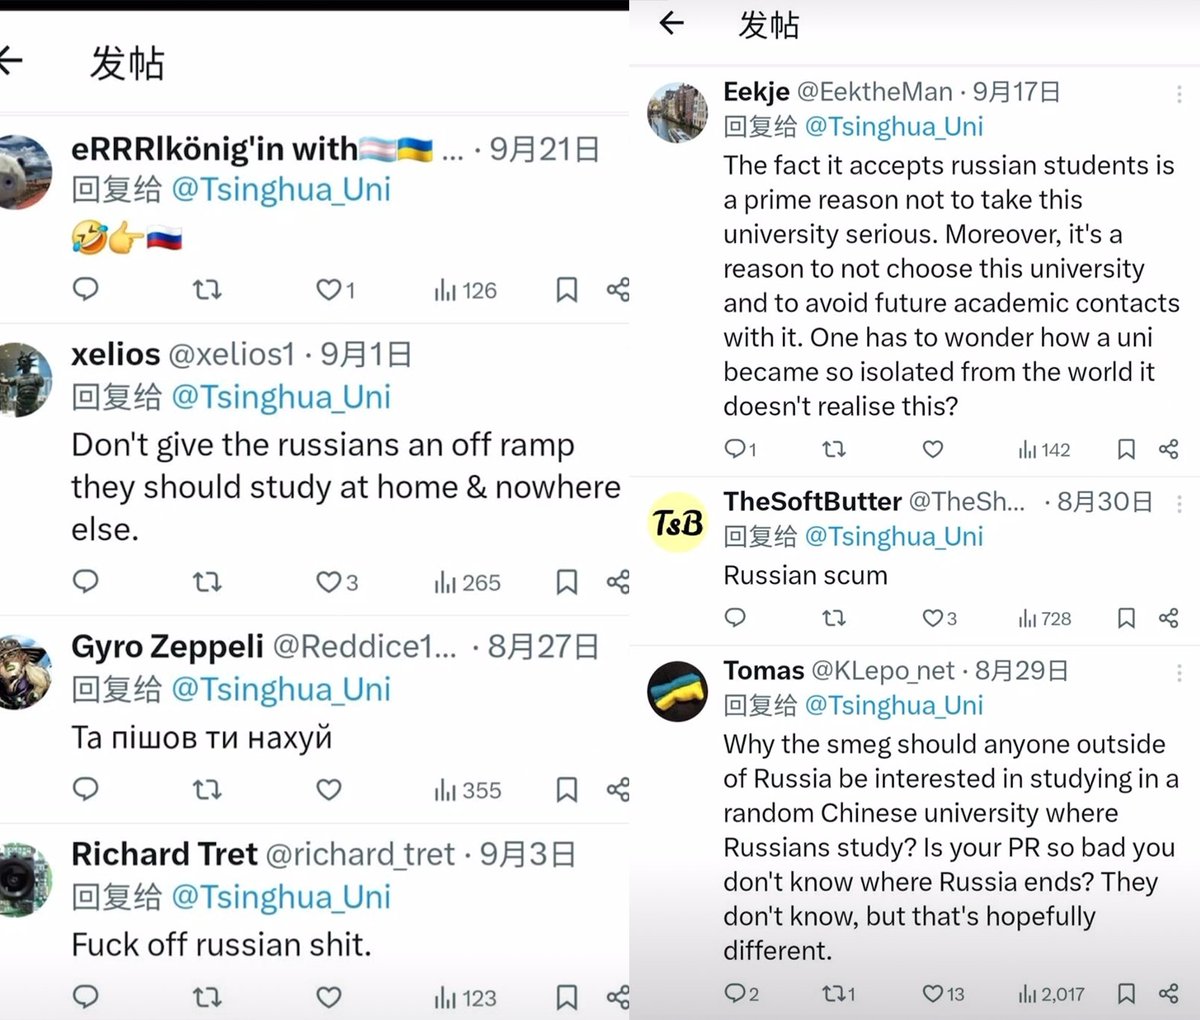 发帖
eRRRlkönig'in with🏳️‍⚧️🇺🇦 ... · 9月21日
回复给 @Tsinghua_Uni
🤣👉🇷🇺
1 126
xelios @xelios1 · 9月1日
回复给 @Tsinghua_Uni
Don't give the russians an off ramp
they should study at home & nowhere
else.
3 265
Gyro Zeppeli @Reddice1... · 8月27日
回复给 @Tsinghua_Uni
Та пішов ти нахуй
355
Richard Tret @richard_tret · 9月3日
回复给 @Tsinghua_Uni
Fuck off russian shit.
123
发帖
Eekje @EektheMan · 9月17日
回复给 @Tsinghua_Uni
The fact it accepts russian students is
a prime reason not to take this
university serious. Moreover, it's a
reason to not choose this university
and to avoid future academic contacts
with it. One has to wonder how a uni
became so isolated from the world it
doesn't realise this?
1 142
TsB
TheSoftButter @TheSh... · 8月30日
回复给 @Tsinghua_Uni
Russian scum
3 728
Tomas @KLepo_net · 8月29日
回复给 @Tsinghua_Uni
Why the smeg should anyone outside
of Russia be interested in studying in a
random Chinese university where
Russians study? Is your PR so bad you
don't know where Russia ends? They
don't know, but that's hopefully
different.
2 1 13 2,017